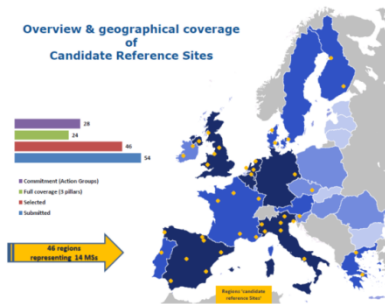 Overview & geographical coverage
of
Candidate Reference Sites
28
24
46
54
Commitment (Action Groups)
Full coverage (3 pillars)
Selected
Submitted
46 regions
representing 14 MSs
Regions 'candidate
reference Sites'